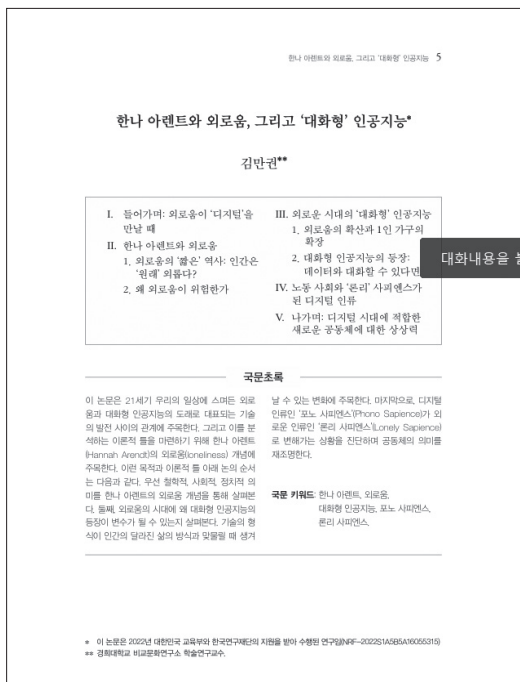 한나 아렌트와 외로움, 그리고 '대화형' 인공지능 5
한나 아렌트와 외로움, 그리고 '대화형' 인공지능*
김만권**
I. 들어가며: 외로움이 '디지털'을
만날 때
II. 한나 아렌트와 외로움
1. 외로움의 '짧은' 역사: 인간은
'원래' 외롭다?
2. 왜 외로움이 위험한가
III. 외로운 시대의 '대화형' 인공지능
1. 외로움의 확산과 1인 가구의
확장
2. 대화형 인공지능의 등장:
데이터와 대화할 수 있다면
IV. 노동 사회와 '론리' 사피엔스가
된 디지털 인류
V. 나가며: 디지털 시대에 적합한
새로운 공동체에 대한 상상력
대화내용을
국문초록
이 논문은 21세기 우리의 일상에 스며든 외로
움과 대화형 인공지능의 도래로 대표되는 기술
의 발전 사이의 관계에 주목한다. 그리고 이를 분
석하는 이론적 틀을 마련하기 위해 한나 아렌트
(Hannah Arendt)의 외로움(loneliness) 개념에
주목한다. 이런 목적과 이론적 틀 아래 논의 순서
는 다음과 같다. 우선 철학적, 사회적, 정치적 의
미를 한나 아렌트의 외로움 개념을 통해 살펴본
다. 둘째, 외로움의 시대에 왜 대화형 인공지능의
등장이 변수가 될 수 있는지 살펴본다. 기술의 형
식이 인간의 달라진 삶의 방식과 맞물릴 때 생겨
날 수 있는 변화에 주목한다. 마지막으로, 디지털
인류인 '포노 사피엔스'(Phono Sapience)가 외
로운 인류인 '론리 사피엔스'(Lonely Sapience)
로 변해가는 상황을 진단하며 공동체의 의미를
재조명한다.
국문 키워드: 한나 아렌트, 외로움,
대화형 인공지능, 포노 사피엔스,
론리 사피엔스.
* 이 논문은 2022년 대한민국 교육부와 한국연구재단의 지원을 받아 수행된 연구임(NRF-2022S1A5B5A16055315)
** 경희대학교 비교문화연구소 학술연구교수.